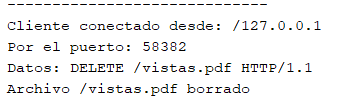 -----------------------------
Cliente conectado desde: /127.0.0.1
Por el puerto: 58382
Datos: DELETE /vistas.pdf HTTP/1.1
Archivo /vistas.pdf borrado